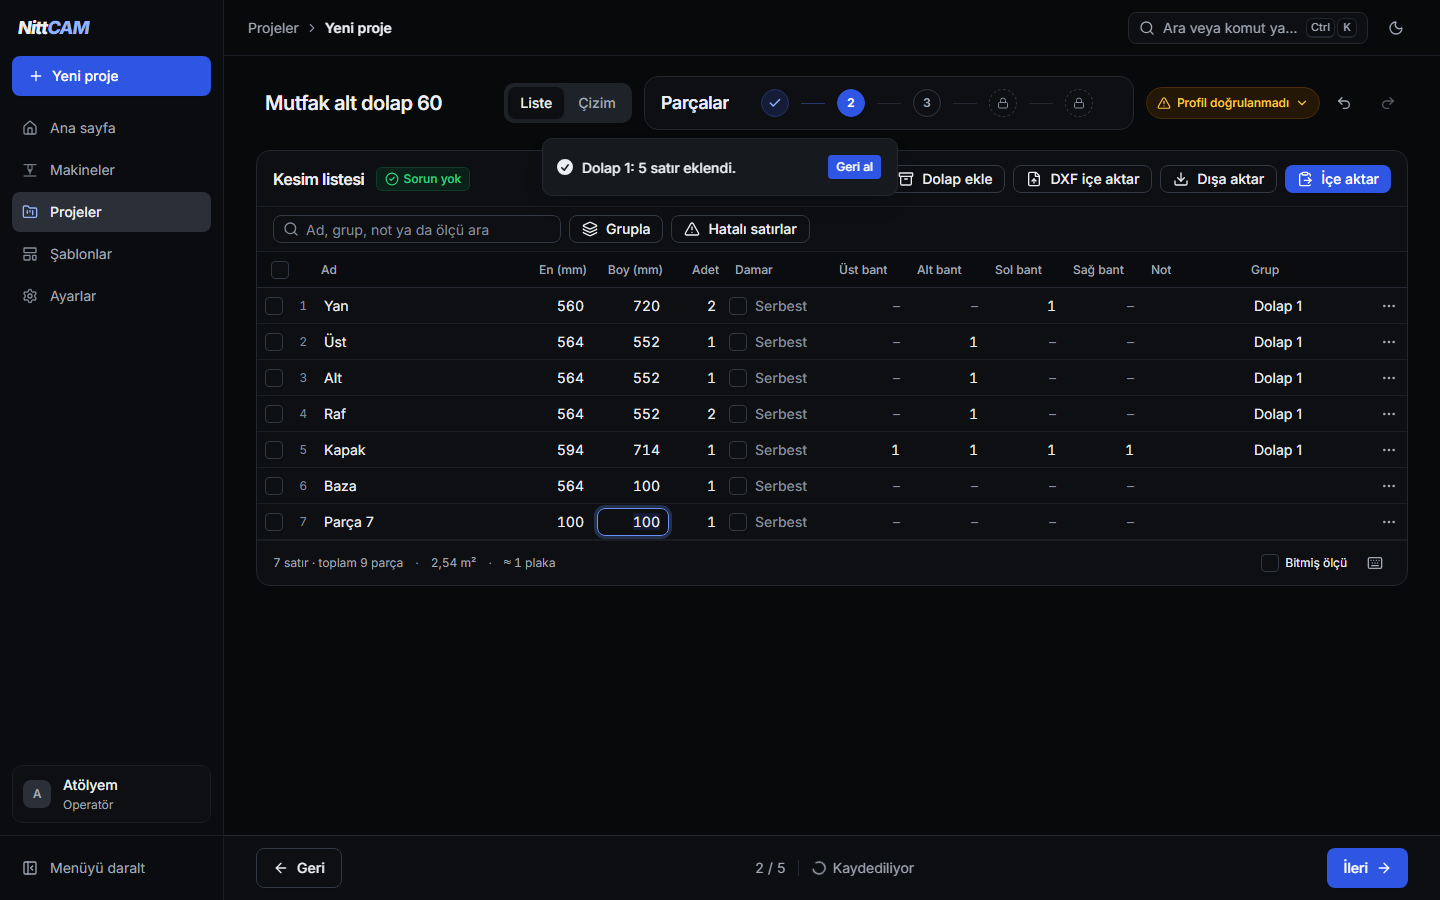 NittCAM
Yeni proje
Ana sayfa
Makineler
Projeler
Şablonlar
Ayarlar
A
Atölyem
Operatör
Menüyü daralt
Projeler > Yeni proje
Ara veya komut ya... Ctrl K
Mutfak alt dolap 60
Liste Çizim
Parçalar 2 3
Profil doğrulanmadı
Kesim listesi Sorun yok
Dolap 1: 5 satır eklendi. Geri al
Dolap ekle DXF içe aktar Dışa aktar İçe aktar
Ad, grup, not ya da ölçü ara Grupla Hatalı satırlar
Ad En (mm) Boy (mm) Adet Damar Üst bant Alt bant Sol bant Sağ bant Not Grup
1 Yan 560 720 2 Serbest – – 1 – Dolap 1 ···
2 Üst 564 552 1 Serbest – 1 – – Dolap 1 ···
3 Alt 564 552 1 Serbest – 1 – – Dolap 1 ···
4 Raf 564 552 2 Serbest – 1 – – Dolap 1 ···
5 Kapak 594 714 1 Serbest 1 1 1 1 Dolap 1 ···
6 Baza 564 100 1 Serbest – – – – ···
7 Parça 7 100 100 1 Serbest – – – – ···
7 satır · toplam 9 parça · 2,54 m² · ≈ 1 plaka
Bitmiş ölçü
Geri
2 / 5 Kaydediliyor
İleri